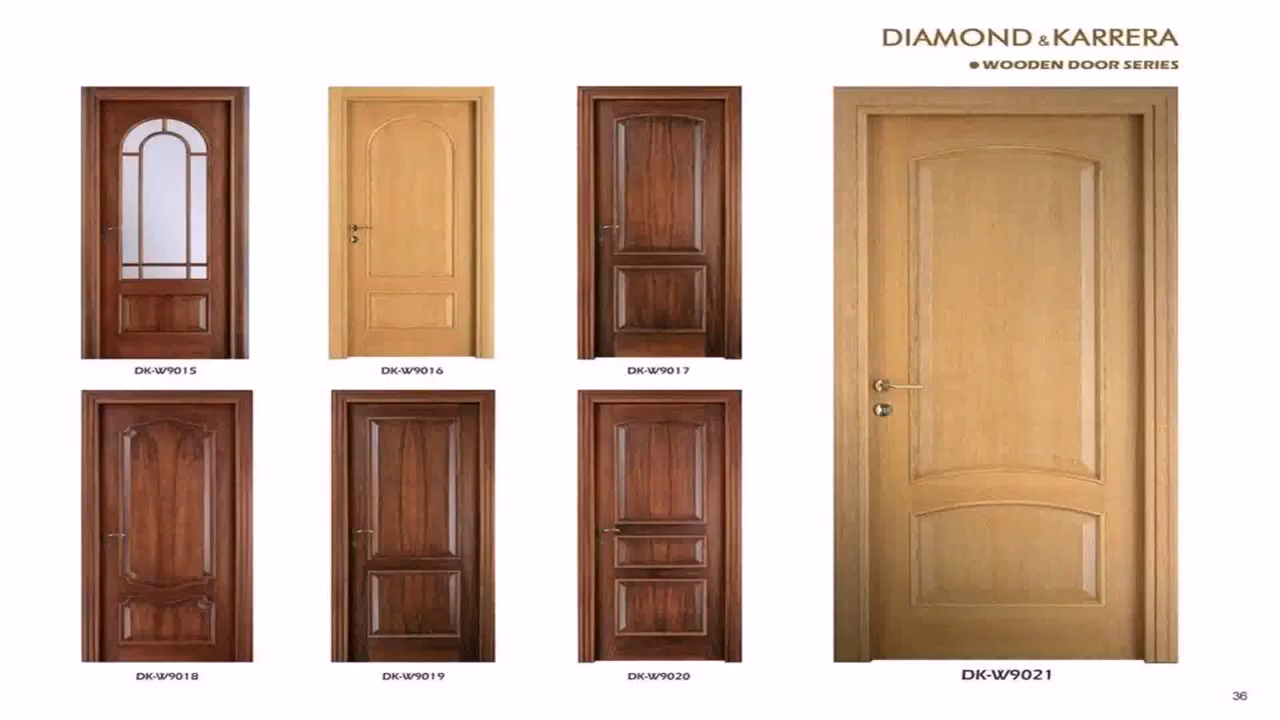 DIAMOND & KARRERA
● WOODEN DOOR SERIES
DK-W9015
DK-W9016
DK-W9017
DK-W9018
DK-W9019
DK-W9020
DK-W9021
36